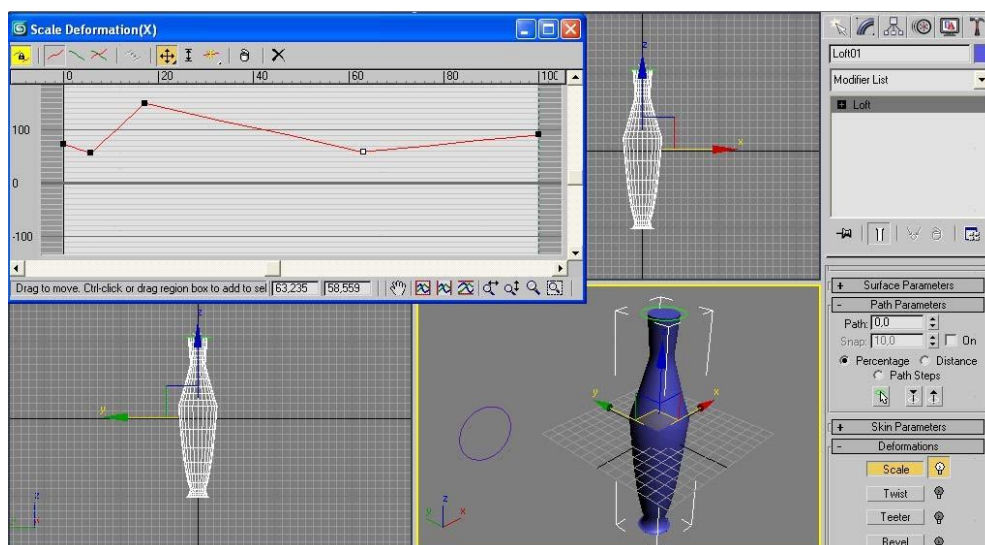 Scale Deformation(X)
0 20 40 60 80 100
100
0
-100
Drag to move. Ctrl-click or drag region box to add to sel 63,235 58,559
z
x
z
y
z
x
z
y
x
z
y
x
Loft01
Modifier List
Loft
+ Surface Parameters
- Path Parameters
Path: 0,0
Snap: 10,0 On
Percentage Distance
Path Steps
+ Skin Parameters
- Deformations
Scale
Twist
Teeter
Bevel